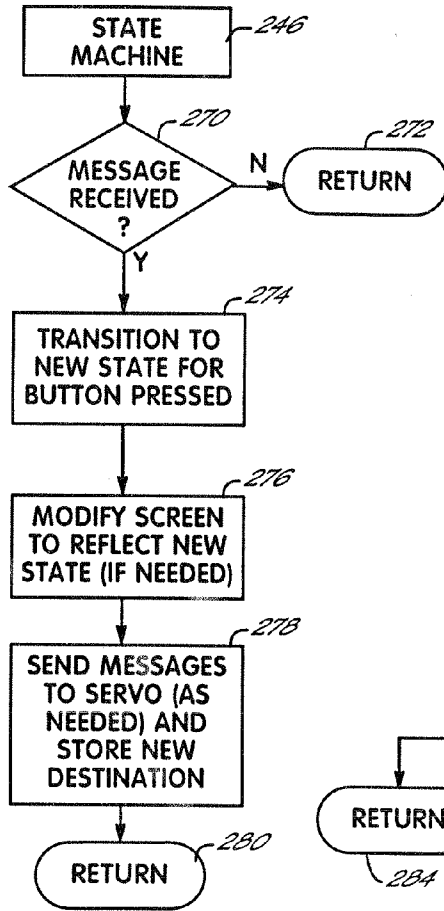 STATE
MACHINE
246
270
MESSAGE
RECEIVED
?
N
272
RETURN
Y
274
TRANSITION TO
NEW STATE FOR
BUTTON PRESSED
276
MODIFY SCREEN
TO REFLECT NEW
STATE (IF NEEDED)
278
SEND MESSAGES
TO SERVO (AS
NEEDED) AND
STORE NEW
DESTINATION
RETURN
280
RETURN
284